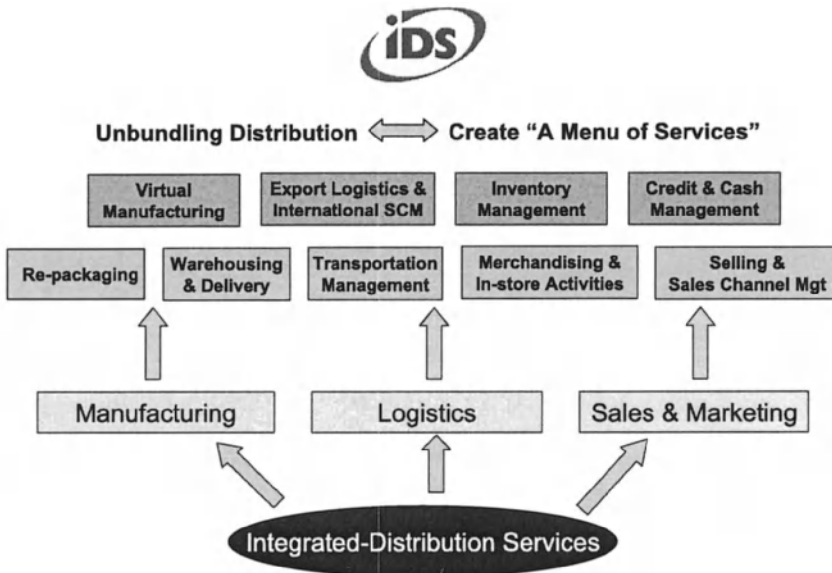 iDS
Unbundling Distribution
Create “A Menu of Services”
Virtual
Manufacturing
Export Logistics &
International SCM
Inventory
Management
Credit & Cash
Management
Re-packaging
Warehousing
& Delivery
Transportation
Management
Merchandising &
In-store Activities
Selling &
Sales Channel Mgt
Manufacturing
Logistics
Sales & Marketing
Integrated-Distribution Services